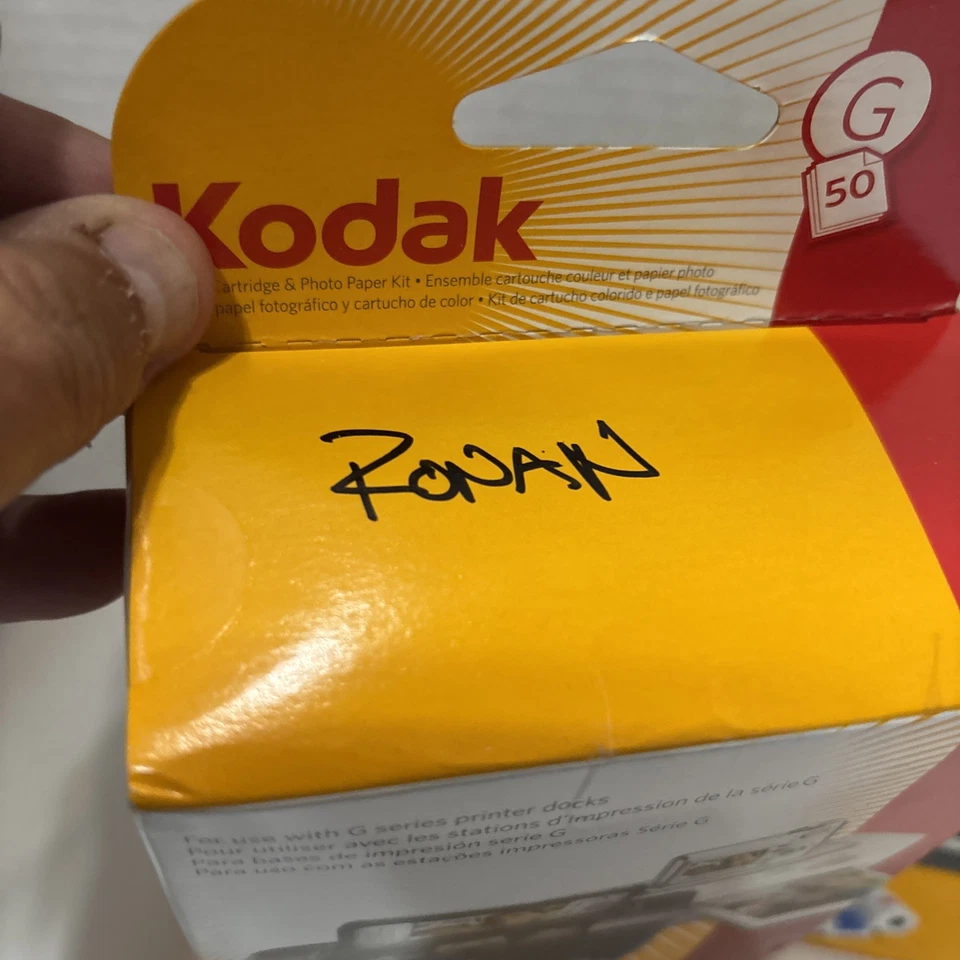 Kodak
G
50
artridge & Photo Paper Kit • Ensemble cartouche couleur et papier photo
papel fotográfico y cartucho de color • Kit de cartucho colorido e papel fotográfico
RONAN
For use with G series printer docks
Pour utiliser avec les stations d'impression de la série G
Para bases de impresión serie G
Para uso com as estações impressoras Série G